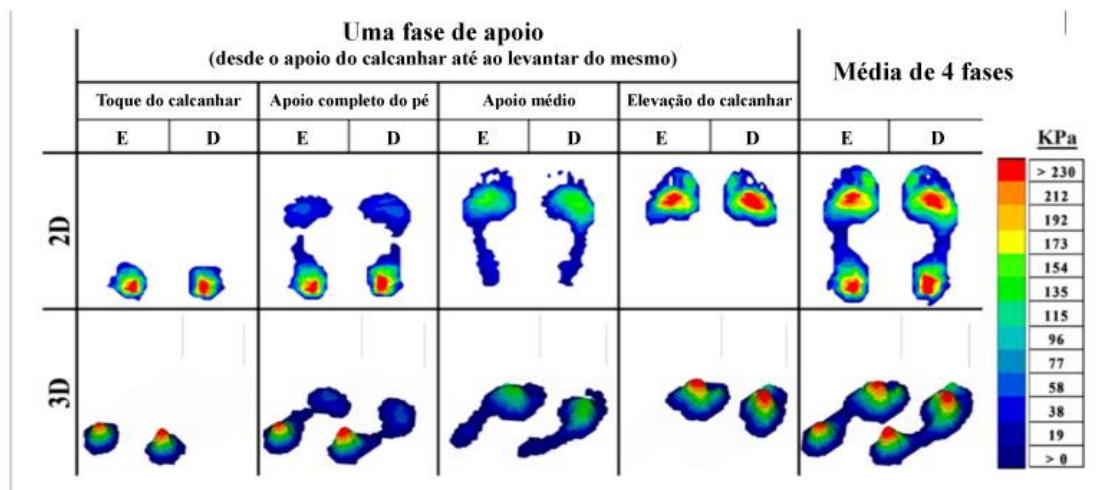 Uma fase de apoio
(desde o apoio do calcanhar até ao levantar do mesmo)
Média de 4 fases
Toque do calcanhar
Apoio completo do pé
Apoio médio
Elevação do calcanhar
E D E D E D E D E D
KPa
2D
> 230
212
192
173
154
135
115
96
77
58
38
19
> 0
3D